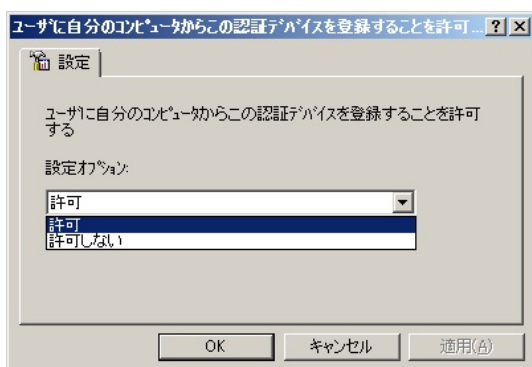 ユーザに自分のコンピュータからこの認証デバイスを登録することを許可 ...
設定
ユーザに自分のコンピュータからこの認証デバイスを登録することを許可
する
設定オプション:
許可
許可
許可しない
OK
キャンセル
適用(A)